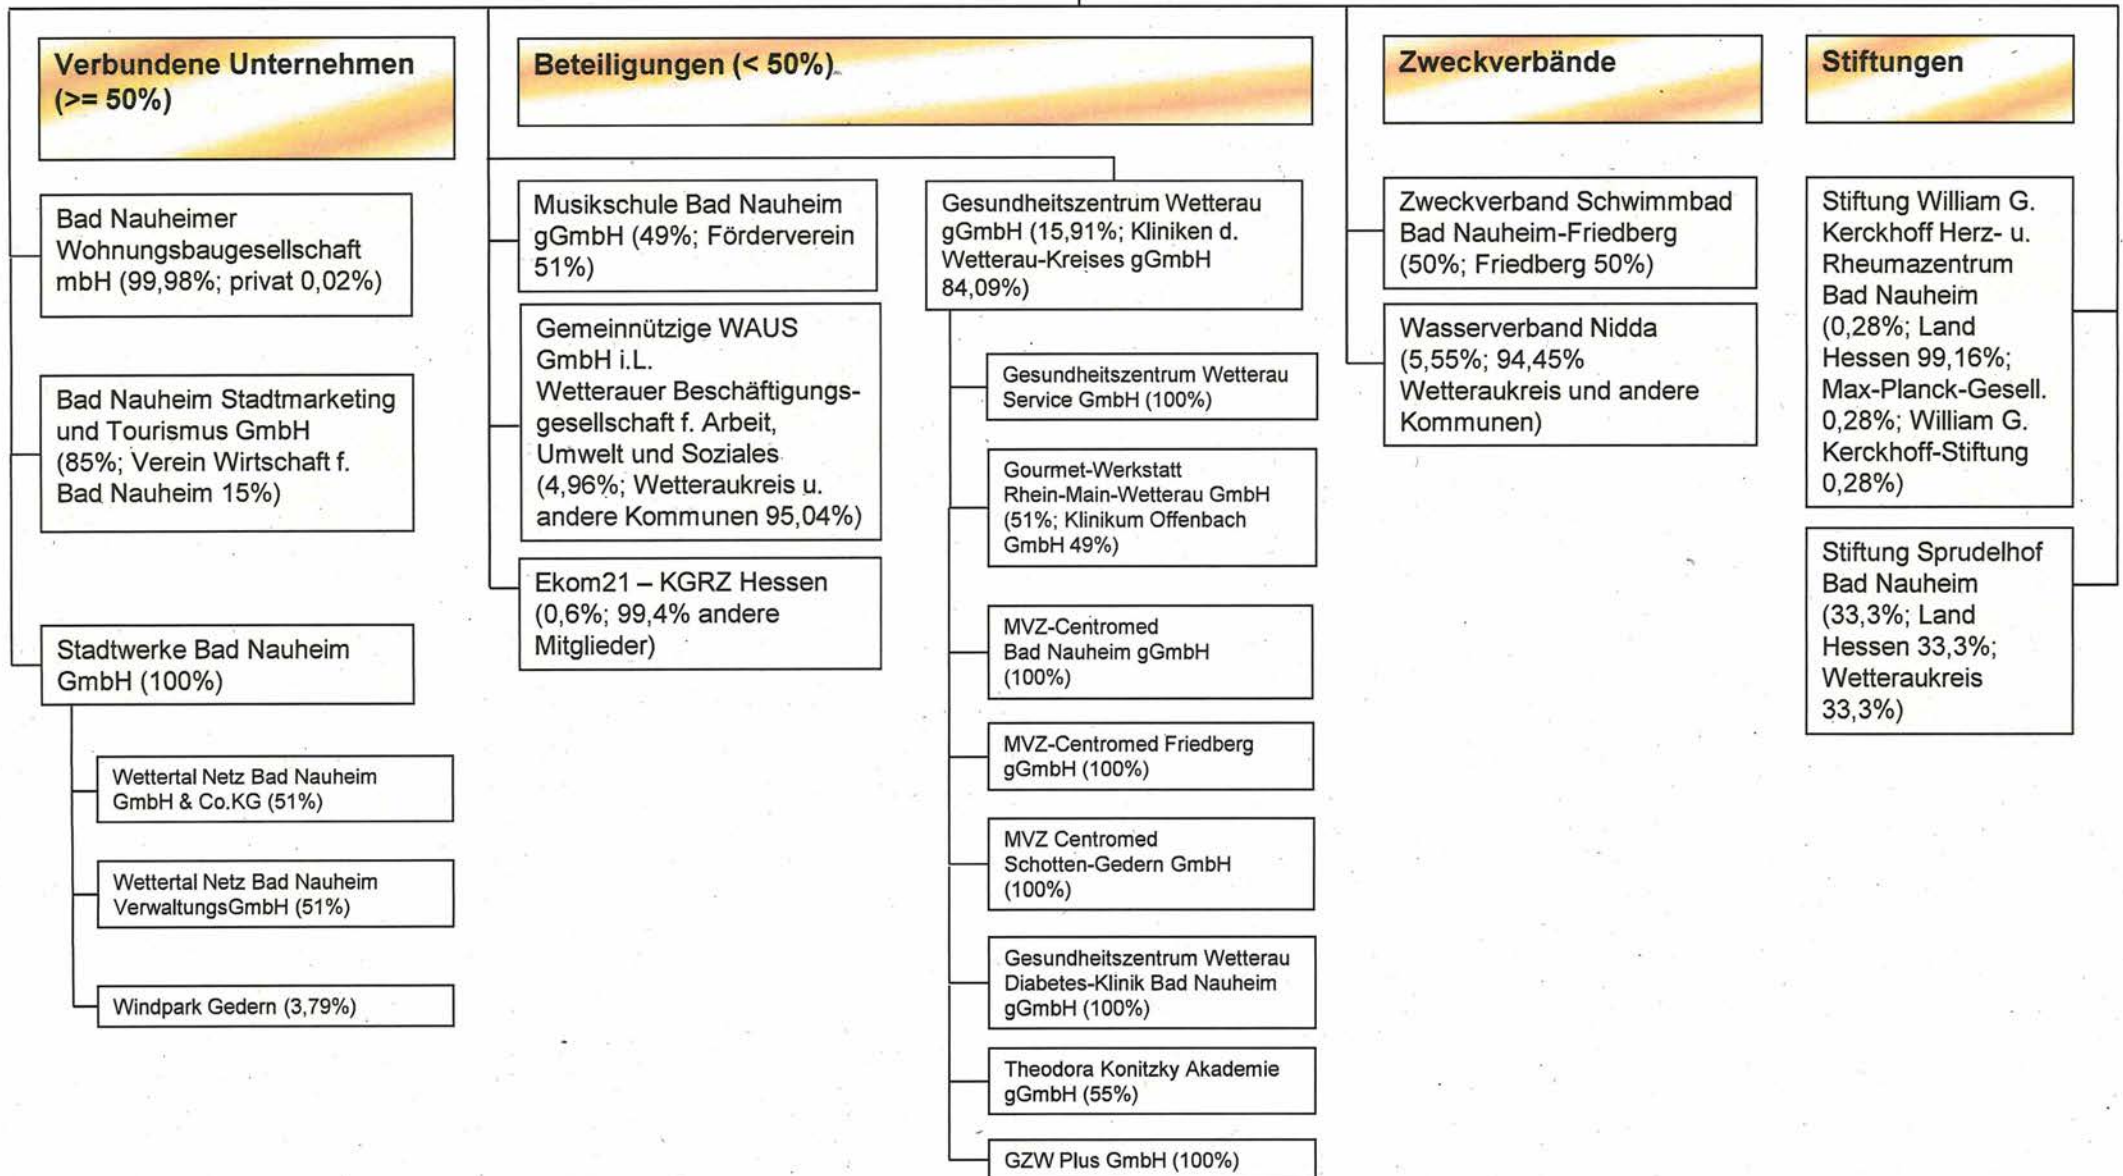 Verbundene Unternehmen
(>= 50%)
Bad Nauheimer
Wohnungsbaugesellschaft
mbH (99,98%; privat 0,02%)
Bad Nauheim Stadtmarketing
und Tourismus GmbH
(85%; Verein Wirtschaft f.
Bad Nauheim 15%)
Stadtwerke Bad Nauheim
GmbH (100%)
Wettertal Netz Bad Nauheim
GmbH & Co.KG (51%)
Wettertal Netz Bad Nauheim
VerwaltungsGmbH (51%)
Windpark Gedern (3,79%)
Beteiligungen (< 50%)
Musikschule Bad Nauheim
gGmbH (49%; Förderverein
51%)
Gemeinnützige WAUS
GmbH i.L.
Wetterauer Beschäftigungs-
gesellschaft f. Arbeit,
Umwelt und Soziales
(4,96%; Wetteraukreis u.
andere Kommunen 95,04%)
Ekom21 – KGRZ Hessen
(0,6%; 99,4% andere
Mitglieder)
Gesundheitszentrum Wetterau
gGmbH (15,91%; Kliniken d.
Wetterau-Kreises gGmbH
84,09%)
Gesundheitszentrum Wetterau
Service GmbH (100%)
Gourmet-Werkstatt
Rhein-Main-Wetterau GmbH
(51%; Klinikum Offenbach
GmbH 49%)
MVZ-Centromed
Bad Nauheim gGmbH
(100%)
MVZ-Centromed Friedberg
gGmbH (100%)
MVZ Centromed
Schotten-Gedern GmbH
(100%)
Gesundheitszentrum Wetterau
Diabetes-Klinik Bad Nauheim
gGmbH (100%)
Theodora Konitzky Akademie
gGmbH (55%)
GZW Plus GmbH (100%)
Zweckverbände
Zweckverband Schwimmbad
Bad Nauheim-Friedberg
(50%; Friedberg 50%)
Wasserverband Nidda
(5,55%; 94,45%
Wetteraukreis und andere
Kommunen)
Stiftungen
Stiftung William G.
Kerckhoff Herz- u.
Rheumazentrum
Bad Nauheim
(0,28%; Land
Hessen 99,16%;
Max-Planck-Gesell.
0,28%; William G.
Kerckhoff-Stiftung
0,28%)
Stiftung Sprudelhof
Bad Nauheim
(33,3%; Land
Hessen 33,3%;
Wetteraukreis
33,3%)